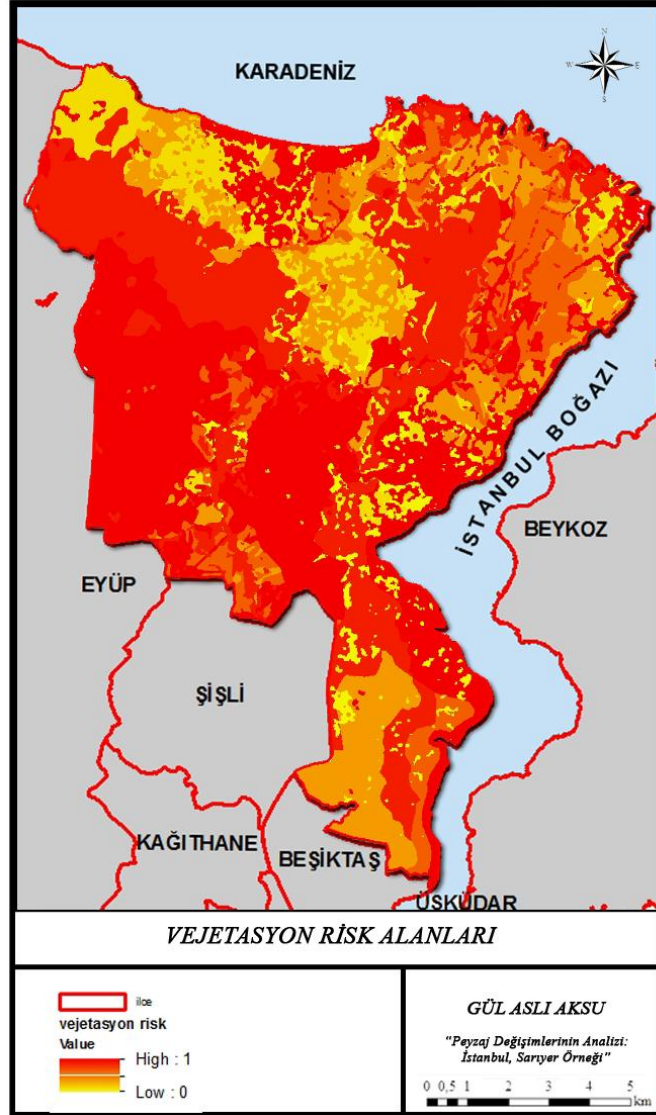 N
W
E
S
KARADENİZ
İSTANBUL BOĞAZI
BEYKOZ
EYÜP
ŞİŞLİ
KAĞITHANE
BEŞİKTAŞ
ÜSKÜDAR
VEJETASYON RİSK ALANLARI
ilce
vejetasyon risk
Value
High : 1
Low : 0
GÜL ASLI AKSU
"Peyzaj Değişimlerinin Analizi:
İstanbul, Sarıyer Örneği"
0 0,5 1 2 3 4 5
km